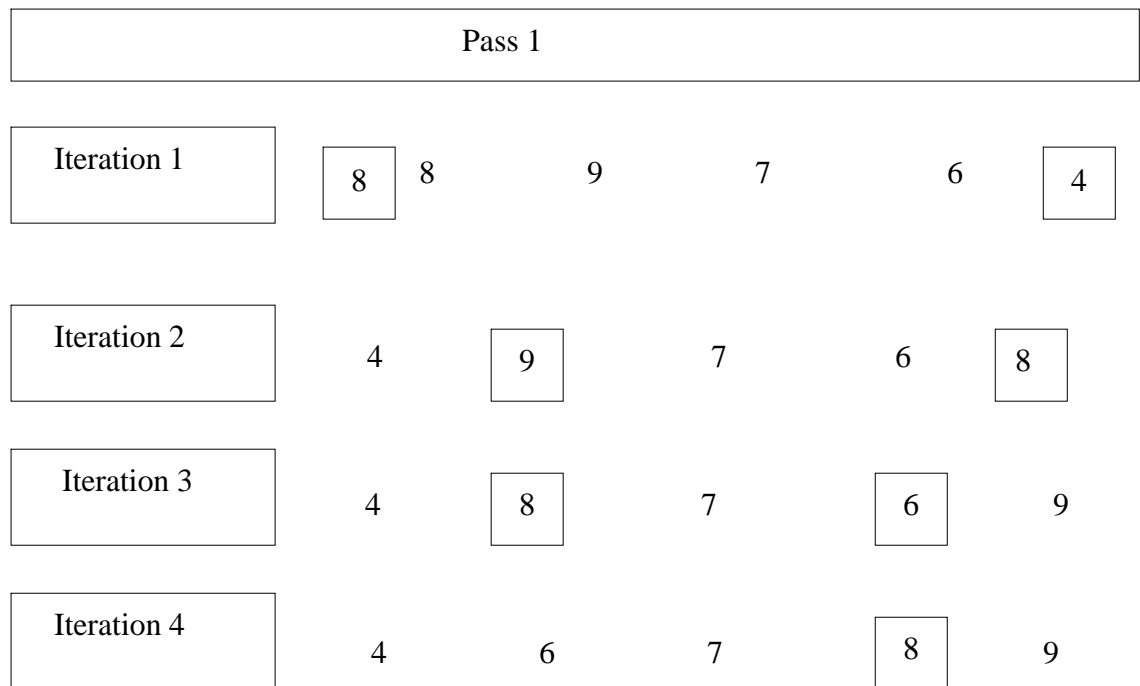 Pass 1
Iteration 1 8 8 9 7 6 4
Iteration 2 4 9 7 6 8
Iteration 3 4 8 7 6 9
Iteration 4 4 6 7 8 9